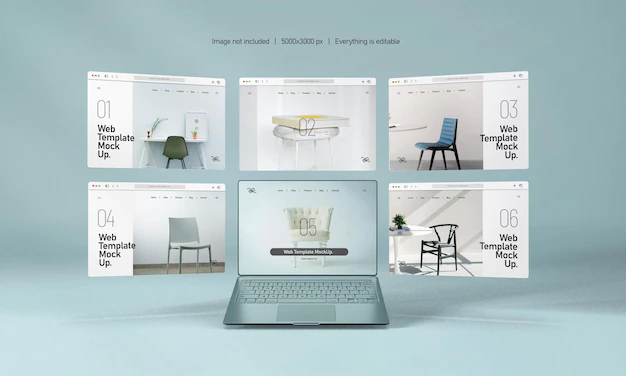 Image not included | 5000x3000 px | Everything is editable
01
Web
Template
Mock
Up.
02
03
Web
Template
Mock
Up.
04
Web
Template
Mock
Up.
05
Web Template MockUp.
06
Web
Template
Mock
Up.